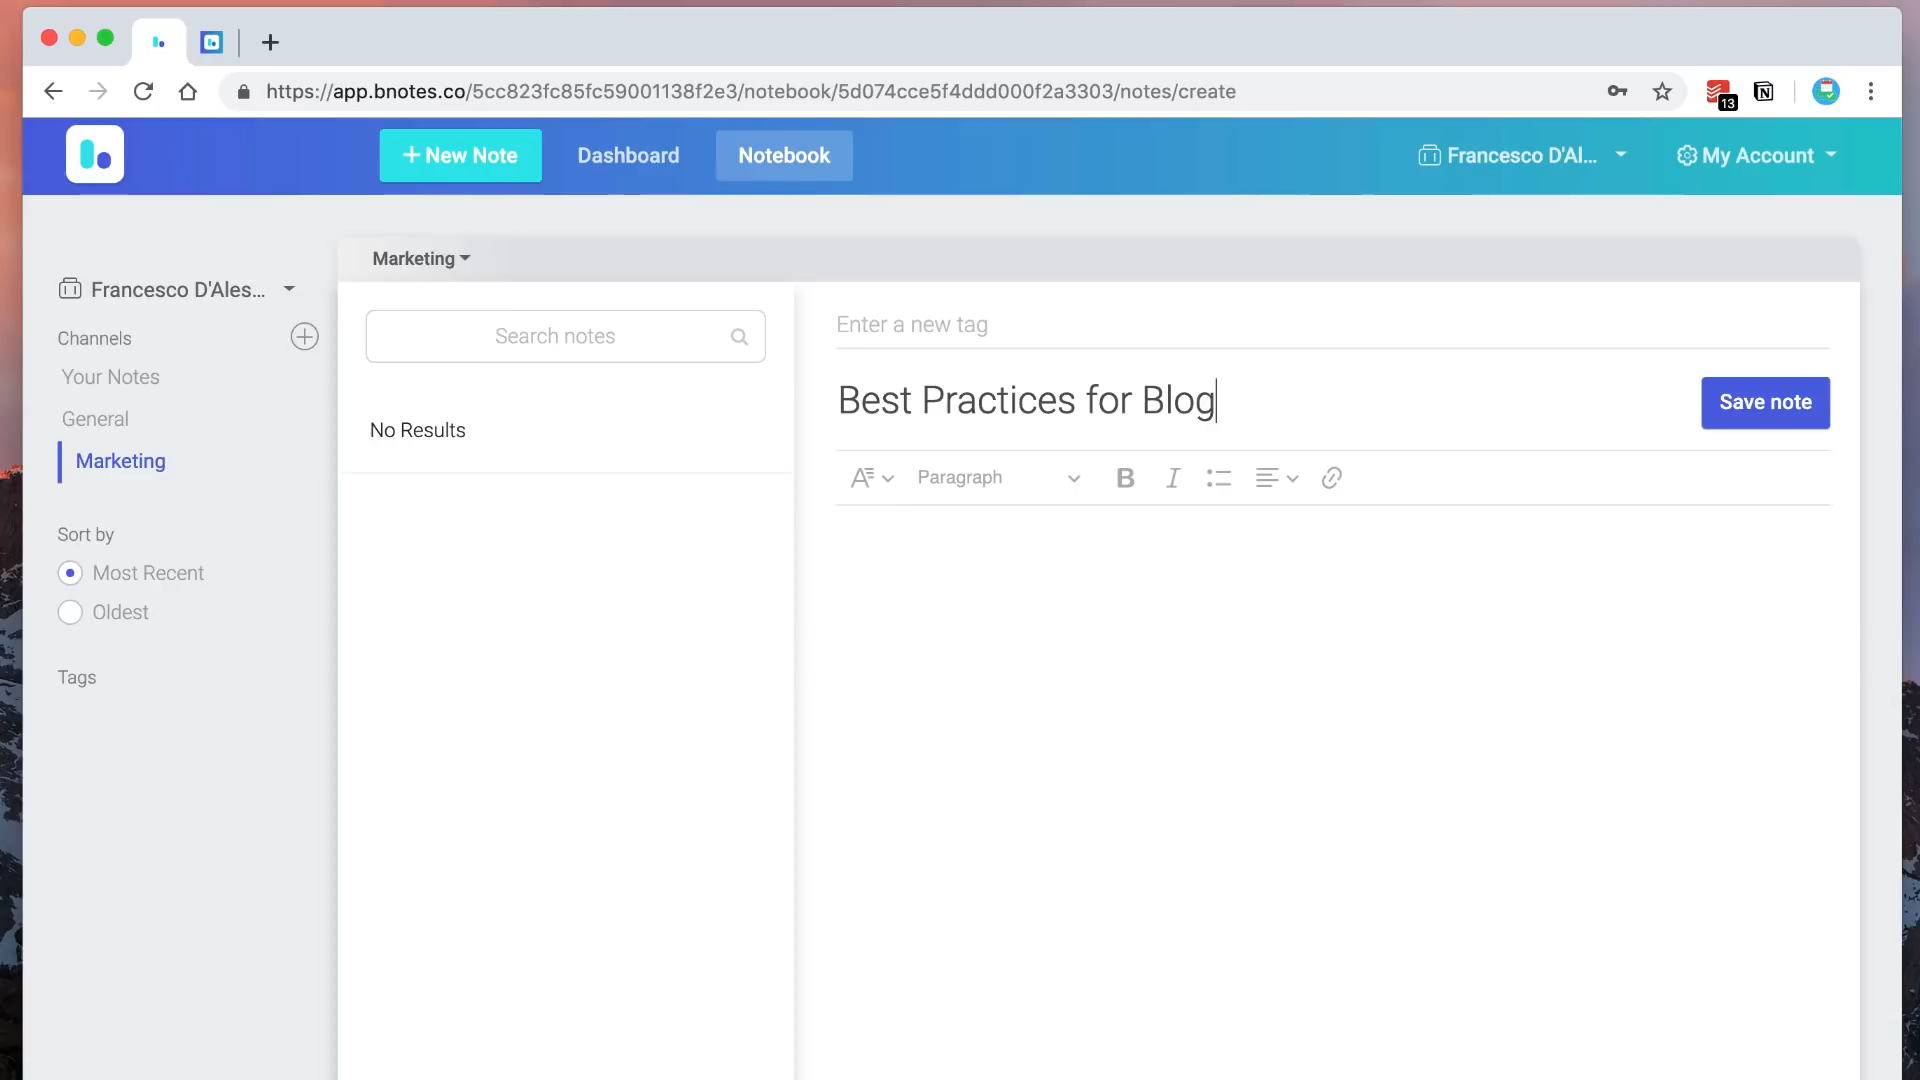 https://app.bnotes.co/5cc823fc85fc59001138f2e3/notebook/5d074cce5f4ddd000f2a3303/notes/create
13
+ New Note
Dashboard
Notebook
Francesco D'Al...
My Account
Francesco D'Ales...
Channels
Your Notes
General
Marketing
Sort by
Most Recent
Oldest
Tags
Marketing
Search notes
No Results
Enter a new tag
Best Practices for Blog
Save note
Paragraph
B
I